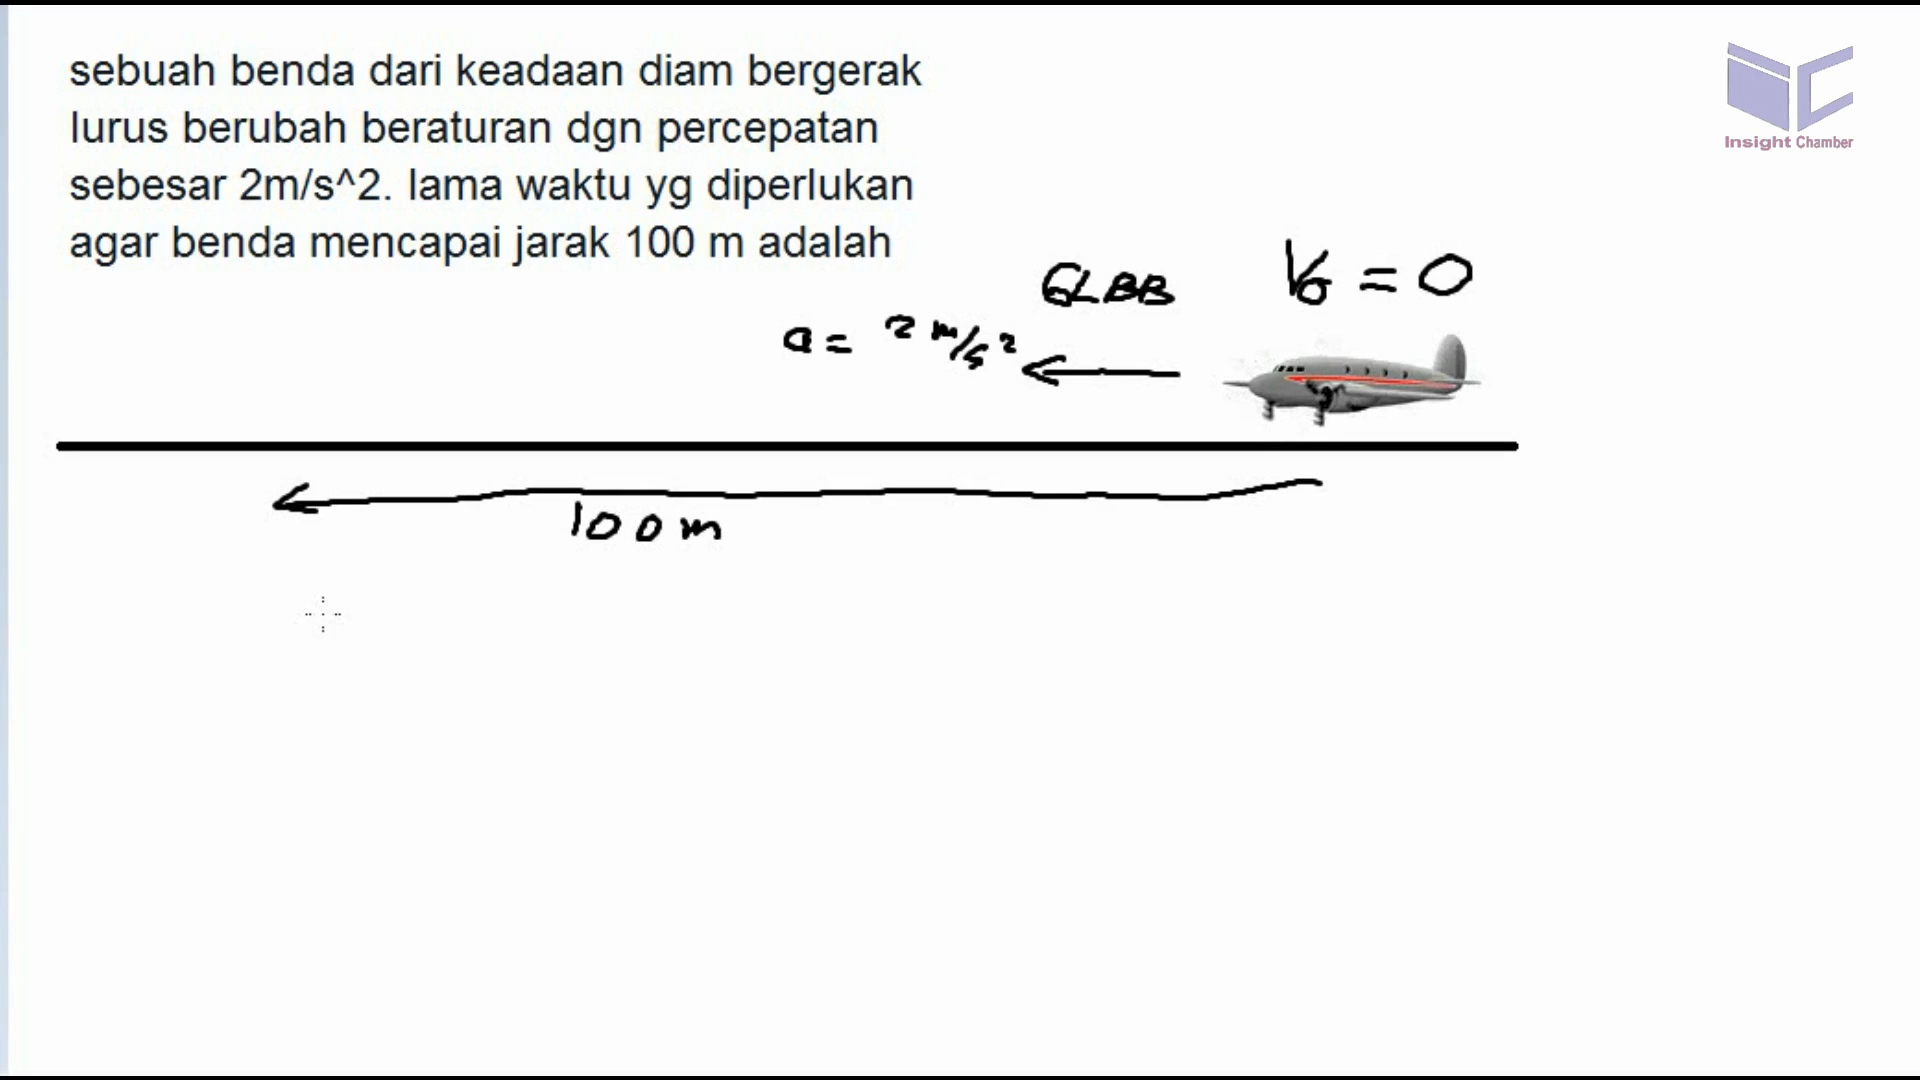 sebuah benda dari keadaan diam bergerak
lurus berubah beraturan dgn percepatan
sebesar 2m/s^2. lama waktu yg diperlukan
agar benda mencapai jarak 100 m adalah
Insight Chamber
GLBB
V₀ = 0
a = 2 m/s²
100 m